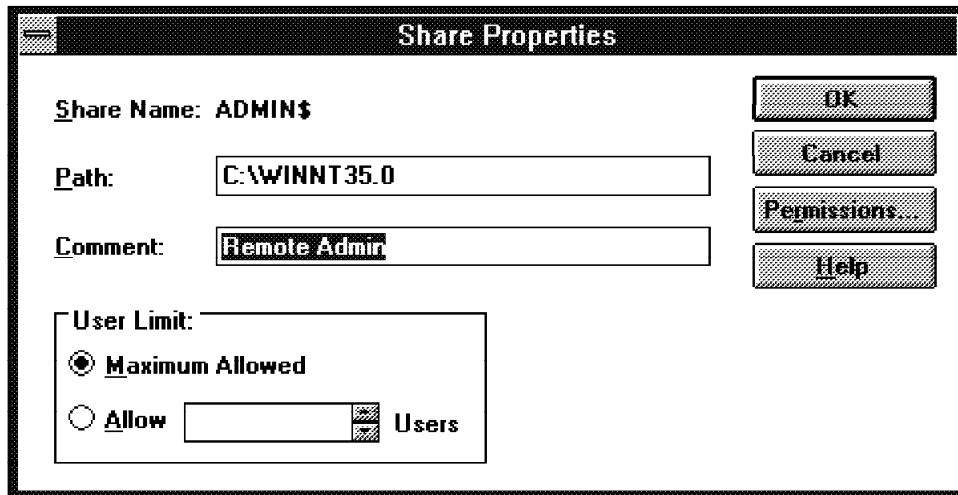 Share Properties
Share Name: ADMIN$
OK
Cancel
Path: C:\WINNT35.0
Permissions...
Comment: Remote Admin
Help
User Limit:
Maximum Allowed
Allow Users